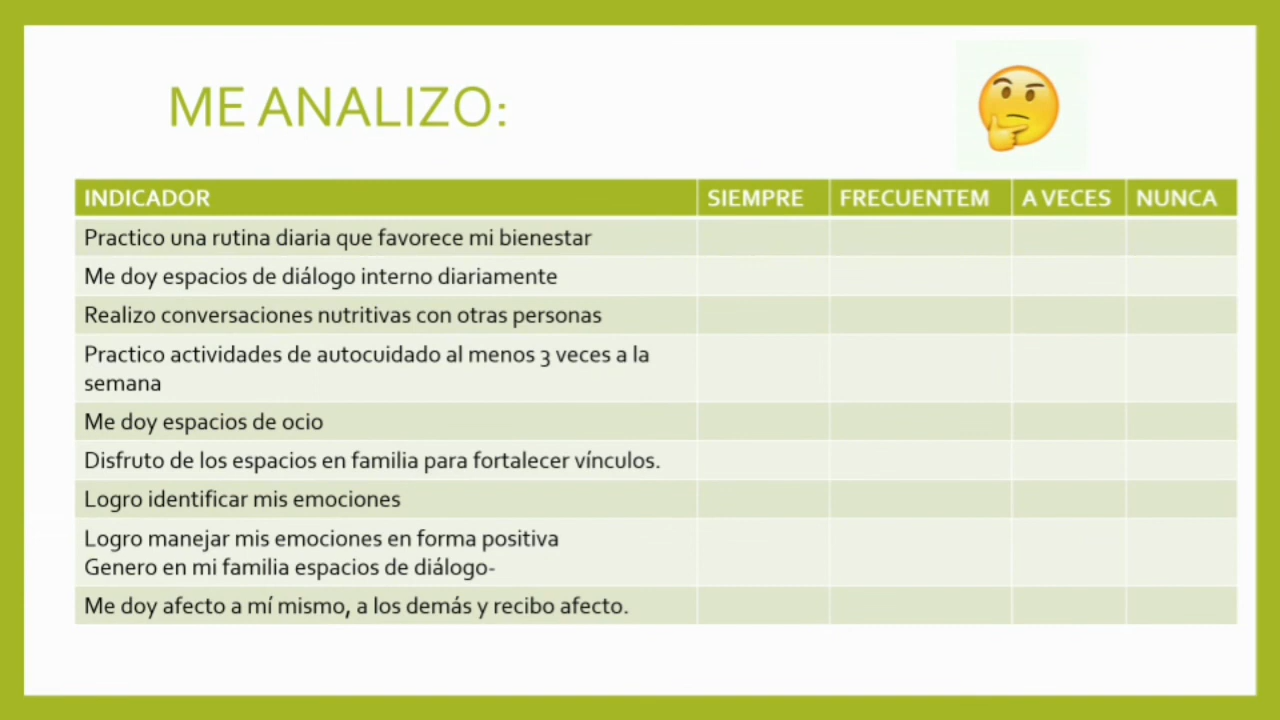 ME ANALIZO:
INDICADOR SIEMPRE FRECUENTEM A VECES NUNCA
Practico una rutina diaria que favorece mi bienestar
Me doy espacios de diálogo interno diariamente
Realizo conversaciones nutritivas con otras personas
Practico actividades de autocuidado al menos 3 veces a la
semana
Me doy espacios de ocio
Disfruto de los espacios en familia para fortalecer vínculos.
Logro identificar mis emociones
Logro manejar mis emociones en forma positiva
Genero en mi familia espacios de diálogo-
Me doy afecto a mí mismo, a los demás y recibo afecto.